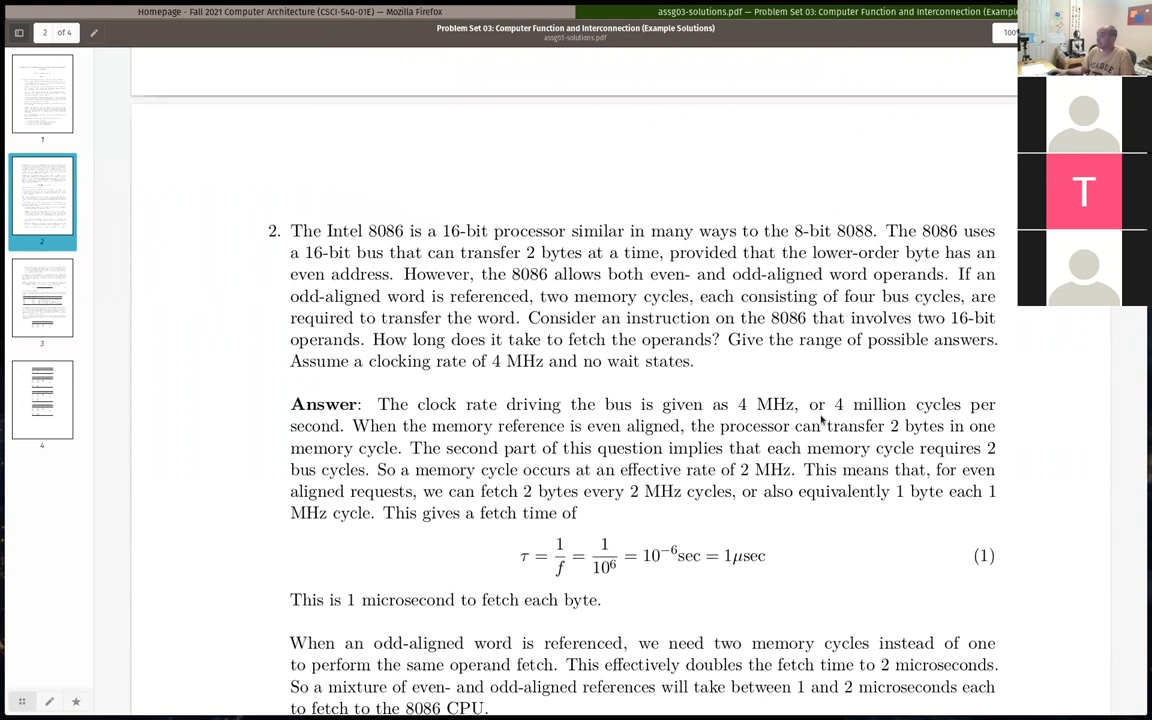 Homepage - Fall 2021 Computer Architecture (CSCI-540-01E) — Mozilla Firefox
assg03-solutions.pdf — Problem Set 03: Computer Function and Interconnection (Exampl
2 of 4
Problem Set 03: Computer Function and Interconnection (Example Solutions)
assg03-solutions.pdf
100
1
2
3
4
T
2. The Intel 8086 is a 16-bit processor similar in many ways to the 8-bit 8088. The 8086 uses
a 16-bit bus that can transfer 2 bytes at a time, provided that the lower-order byte has an
even address. However, the 8086 allows both even- and odd-aligned word operands. If an
odd-aligned word is referenced, two memory cycles, each consisting of four bus cycles, are
required to transfer the word. Consider an instruction on the 8086 that involves two 16-bit
operands. How long does it take to fetch the operands? Give the range of possible answers.
Assume a clocking rate of 4 MHz and no wait states.
Answer: The clock rate driving the bus is given as 4 MHz, or 4 million cycles per
second. When the memory reference is even aligned, the processor can transfer 2 bytes in one
memory cycle. The second part of this question implies that each memory cycle requires 2
bus cycles. So a memory cycle occurs at an effective rate of 2 MHz. This means that, for even
aligned requests, we can fetch 2 bytes every 2 MHz cycles, or also equivalently 1 byte each 1
MHz cycle. This gives a fetch time of
τ = 1/f = 1/10⁶ = 10⁻⁶sec = 1μsec (1)
This is 1 microsecond to fetch each byte.
When an odd-aligned word is referenced, we need two memory cycles instead of one
to perform the same operand fetch. This effectively doubles the fetch time to 2 microseconds.
So a mixture of even- and odd-aligned references will take between 1 and 2 microseconds each
to fetch to the 8086 CPU.